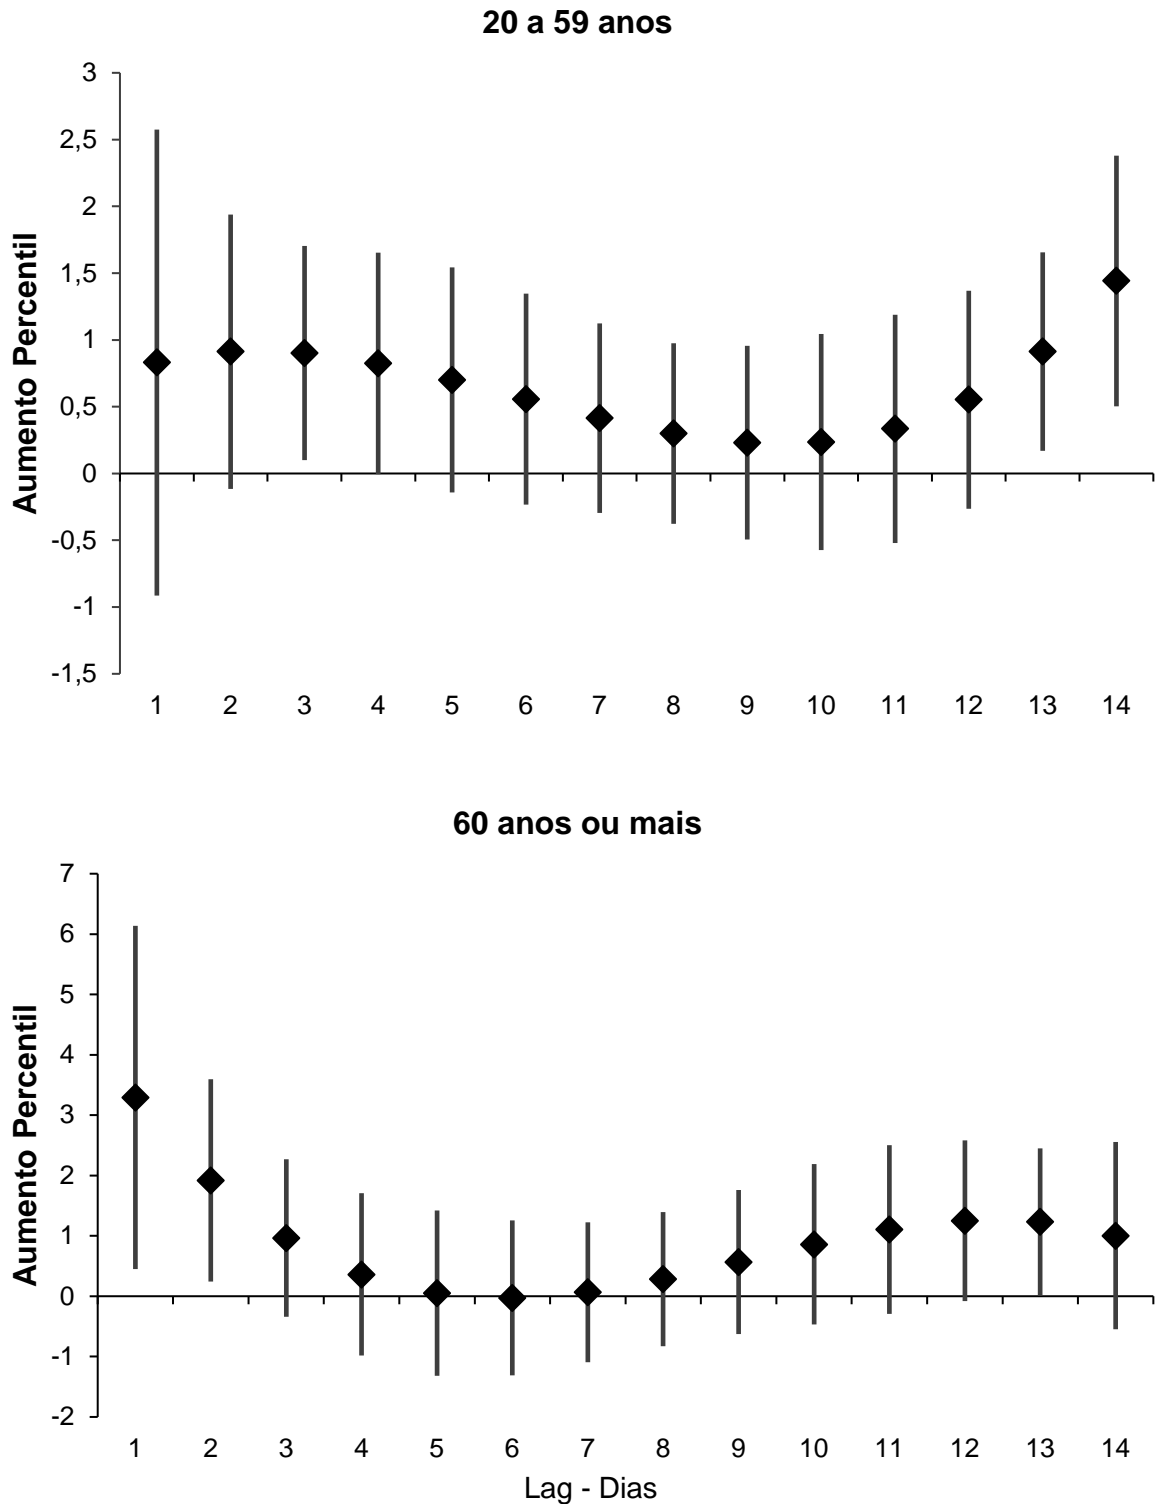 20 a 59 anos
Aumento Percentil
3
2,5
2
1,5
1
0,5
0
-0,5
-1
-1,5
1 2 3 4 5 6 7 8 9 10 11 12 13 14
60 anos ou mais
Aumento Percentil
7
6
5
4
3
2
1
0
-1
-2
1 2 3 4 5 6 7 8 9 10 11 12 13 14
Lag - Dias